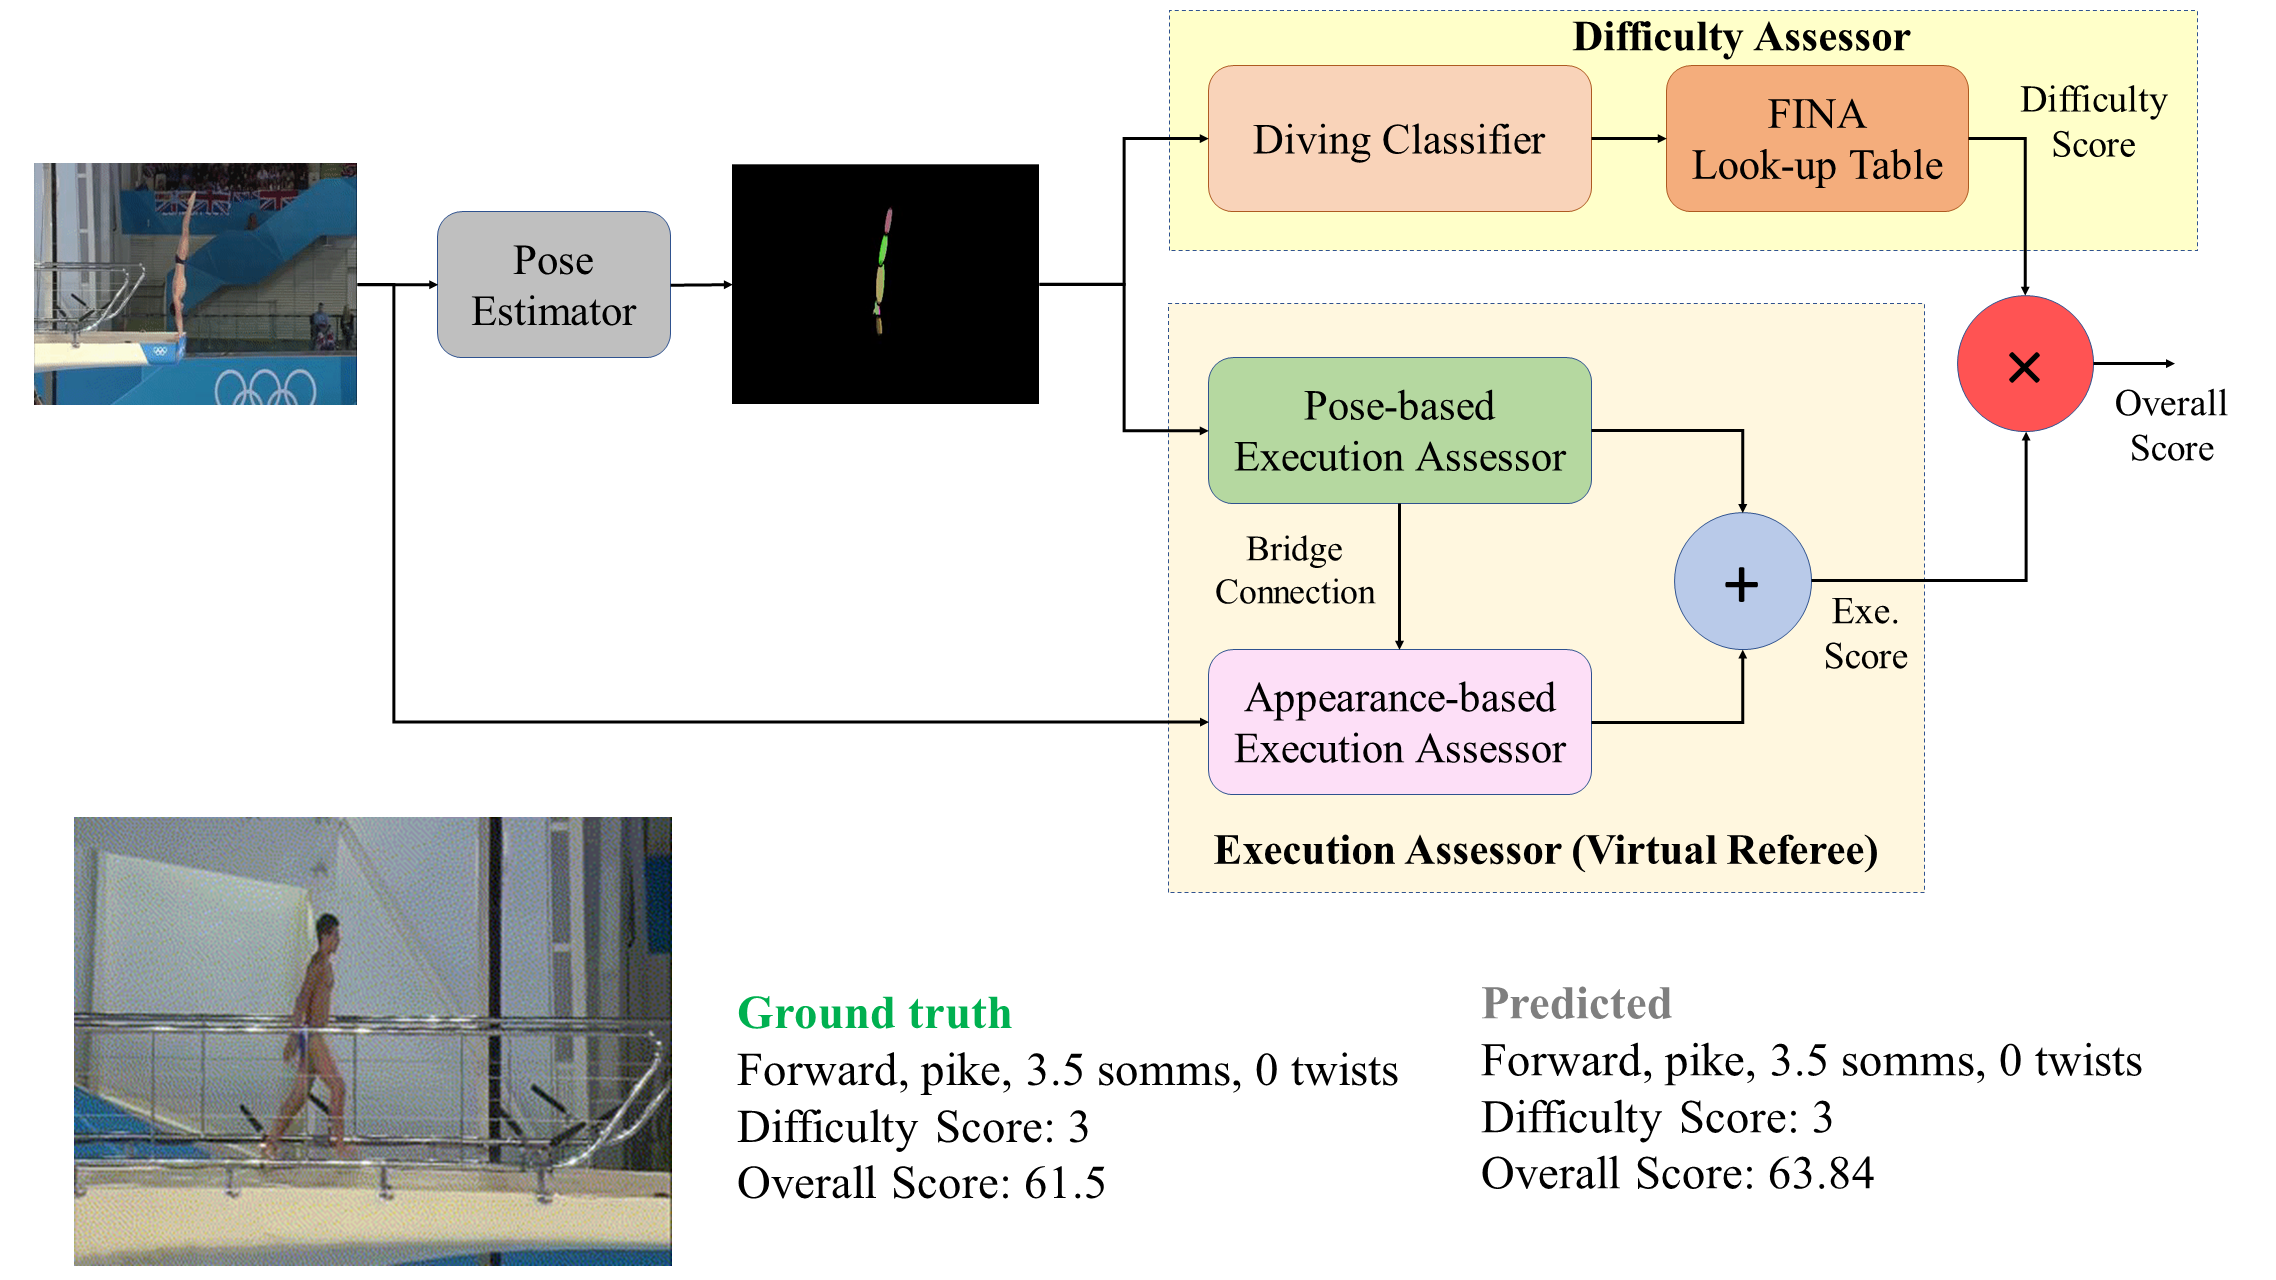 Difficulty Assessor
Diving Classifier
FINA
Look-up Table
Difficulty
Score
Pose
Estimator
Pose-based
Execution Assessor
×
Overall
Score
Bridge
Connection
+
Exe.
Score
Appearance-based
Execution Assessor
Execution Assessor (Virtual Referee)
Ground truth
Forward, pike, 3.5 somms, 0 twists
Difficulty Score: 3
Overall Score: 61.5
Predicted
Forward, pike, 3.5 somms, 0 twists
Difficulty Score: 3
Overall Score: 63.84